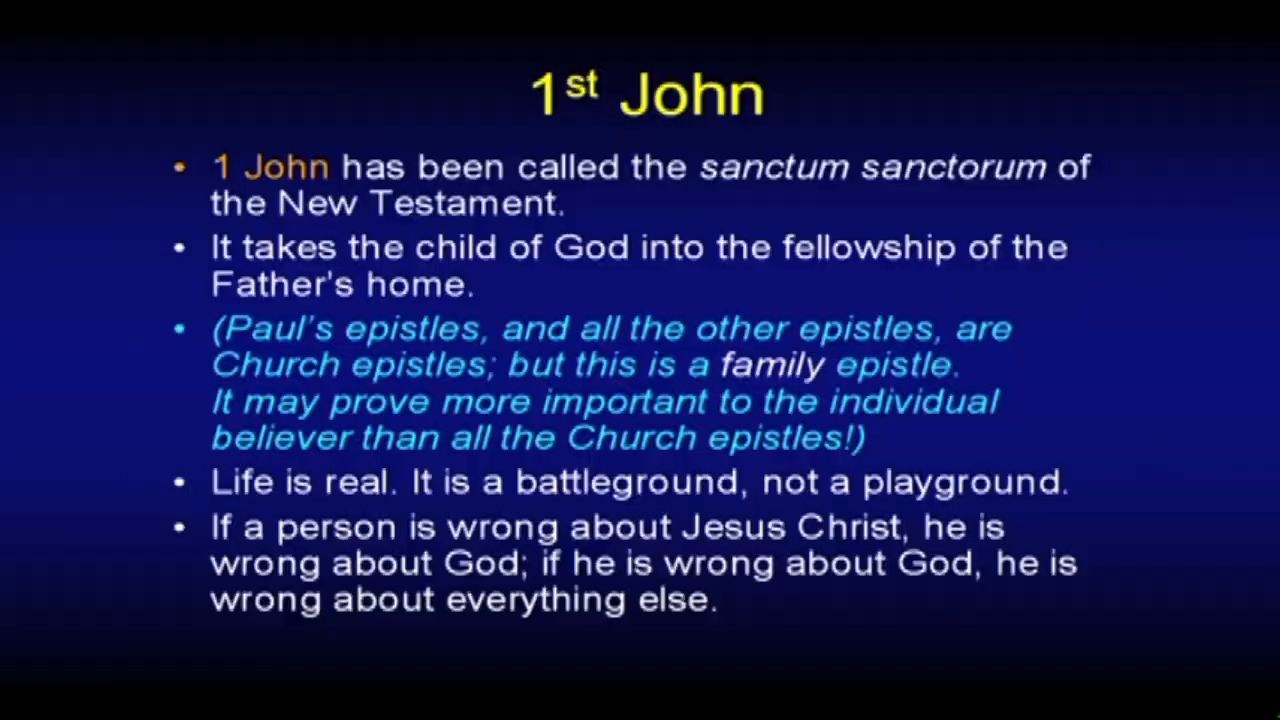 1st John
• 1 John has been called the sanctum sanctorum of
the New Testament.
• It takes the child of God into the fellowship of the
Father's home.
• (Paul's epistles, and all the other epistles, are
Church epistles; but this is a family epistle.
It may prove more important to the individual
believer than all the Church epistles!)
• Life is real. It is a battleground, not a playground.
• If a person is wrong about Jesus Christ, he is
wrong about God; if he is wrong about God, he is
wrong about everything else.